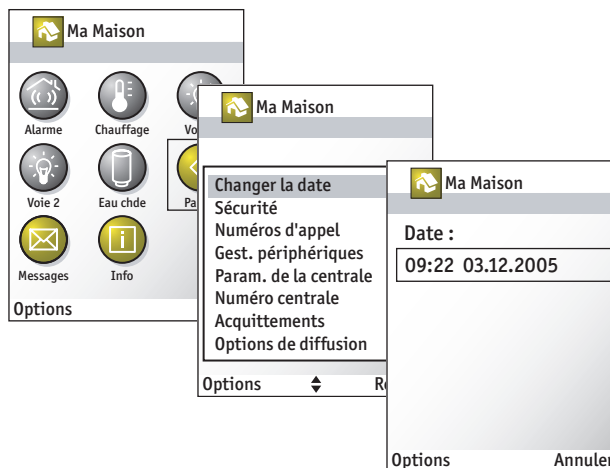 Ma Maison
Alarme
Chauffage
Voie 2
Eau chde
Messages
Info
Options
Ma Maison
Changer la date
Sécurité
Numéros d'appel
Gest. périphériques
Param. de la centrale
Numéro centrale
Acquittements
Options de diffusion
Options
Ma Maison
Date :
09:22 03.12.2005
Options Annuler